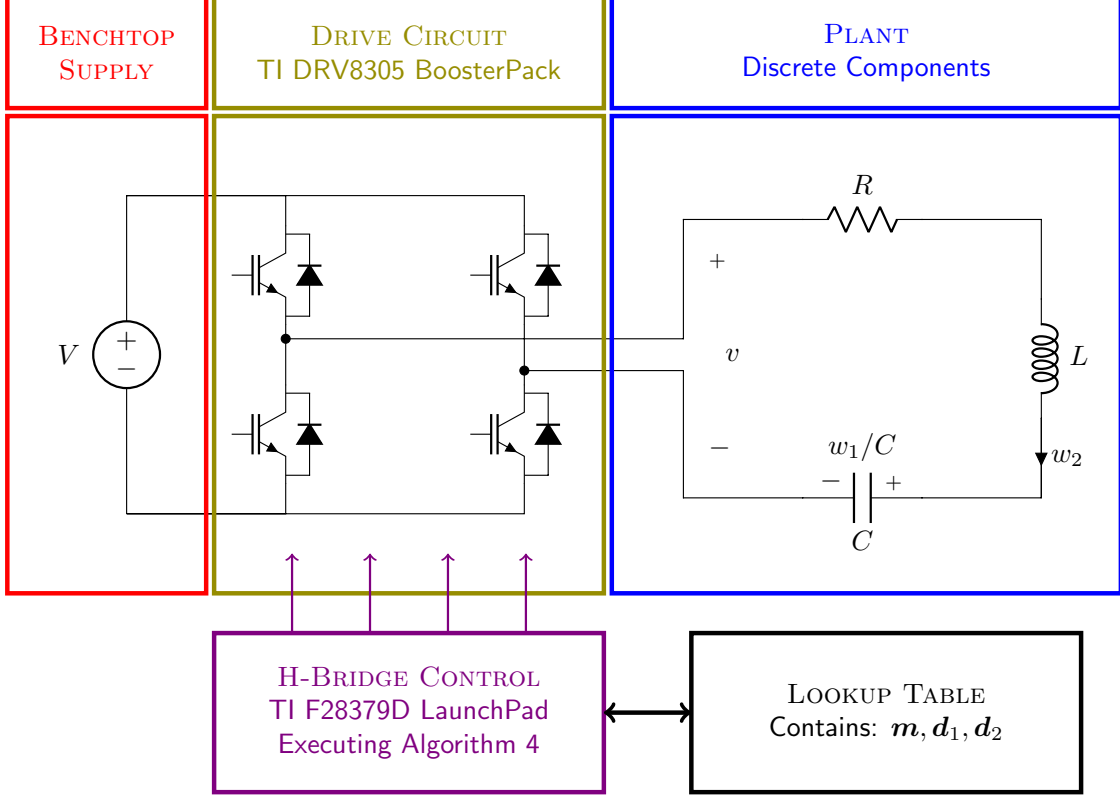 BENCHTOP
SUPPLY
DRIVE CIRCUIT
TI DRV8305 BoosterPack
PLANT
Discrete Components
V
+
−
R
+
v
−
L
w₂
w₁/C
− +
C
H-BRIDGE CONTROL
TI F28379D LaunchPad
Executing Algorithm 4
LOOKUP TABLE
Contains: m, d₁, d₂